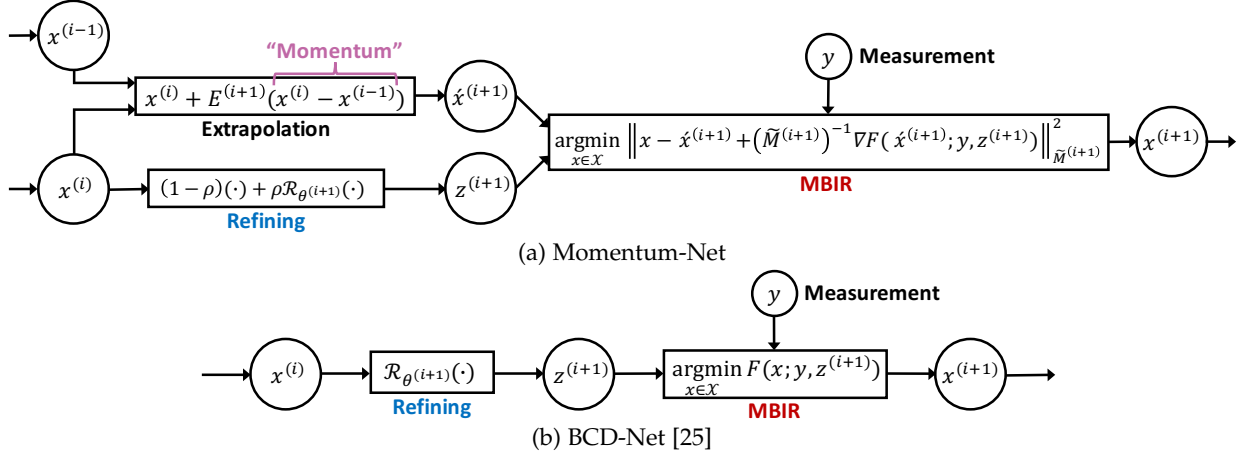 x^{(i-1)}
"Momentum"
y
Measurement
x^{(i)} + E^{(i+1)}(x^{(i)} − x^{(i-1)})
x́^{(i+1)}
Extrapolation
argmin_{x∈𝒳} ‖x − x́^{(i+1)} + (M̃^{(i+1)})^{-1} ∇F(x́^{(i+1)}; y, z^{(i+1)})‖²_{M̃^{(i+1)}}
x^{(i+1)}
MBIR
x^{(i)}
(1−ρ)(·) + ρℛ_{θ^{(i+1)}}(·)
z^{(i+1)}
Refining
(a) Momentum-Net
y
Measurement
x^{(i)}
ℛ_{θ^{(i+1)}}(·)
z^{(i+1)}
argmin_{x∈𝒳} F(x; y, z^{(i+1)})
x^{(i+1)}
Refining
MBIR
(b) BCD-Net [25]